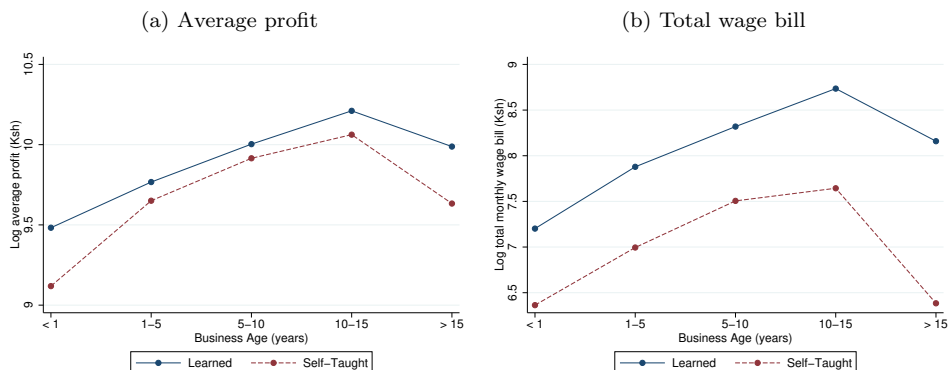 (a) Average profit
Log average profit (Ksh)
10.5
10
9.5
9
< 1
1–5
5–10
10–15
> 15
Business Age (years)
Learned
Self−Taught
(b) Total wage bill
Log total monthly wage bill (Ksh)
9
8.5
8
7.5
7
6.5
< 1
1–5
5–10
10–15
> 15
Business Age (years)
Learned
Self−Taught